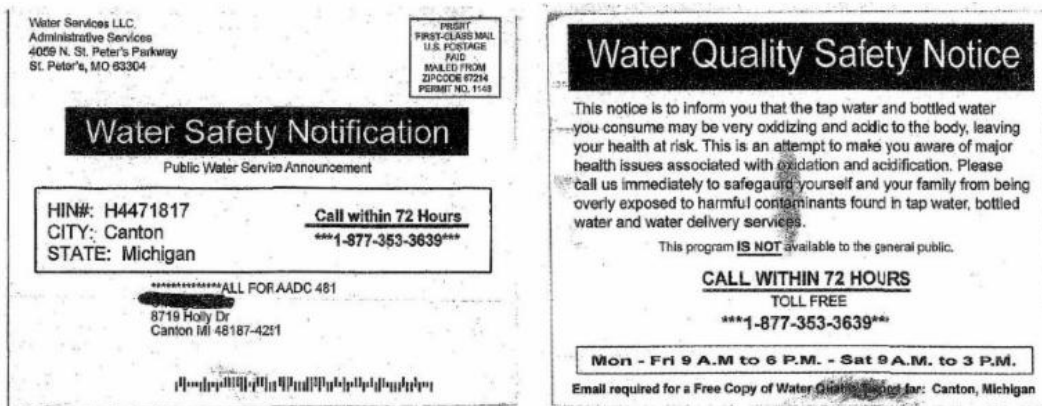 Water Services LLC
Administrative Services
4059 N. St. Peter's Parkway
St. Peter's, MO 63304
PRSRT
FIRST-CLASS MAIL
U.S. POSTAGE
PAID
MAILED FROM
ZIPCODE 67214
PERMIT NO. 1148
Water Safety Notification
Public Water Service Announcement
HIN#: H4471817
CITY: Canton
STATE: Michigan
Call within 72 Hours
***1-877-353-3639***
**************ALL FOR AADC 481
8719 Holly Dr
Canton MI 48187-4251
Water Quality Safety Notice
This notice is to inform you that the tap water and bottled water
you consume may be very oxidizing and acidic to the body, leaving
your health at risk. This is an attempt to make you aware of major
health issues associated with oxidation and acidification. Please
call us immediately to safegaurd yourself and your family from being
overly exposed to harmful contaminants found in tap water, bottled
water and water delivery services.
This program IS NOT available to the general public.
CALL WITHIN 72 HOURS
TOLL FREE
***1-877-353-3639***
Mon - Fri 9 A.M to 6 P.M. - Sat 9 A.M. to 3 P.M.
Email required for a Free Copy of Water Quality Report for: Canton, Michigan